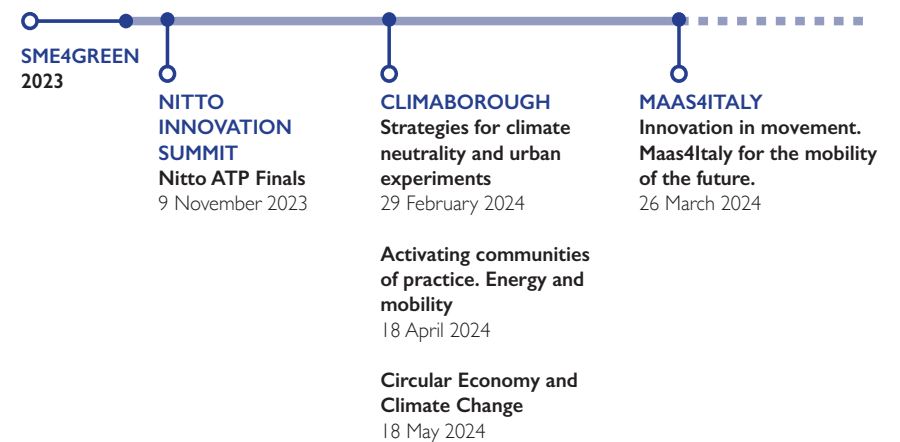 SME4GREEN
2023
NITTO
INNOVATION
SUMMIT
Nitto ATP Finals
9 November 2023
CLIMABOROUGH
Strategies for climate
neutrality and urban
experiments
29 February 2024
Activating communities
of practice. Energy and
mobility
18 April 2024
Circular Economy and
Climate Change
18 May 2024
MAAS4ITALY
Innovation in movement.
Maas4Italy for the mobility
of the future.
26 March 2024